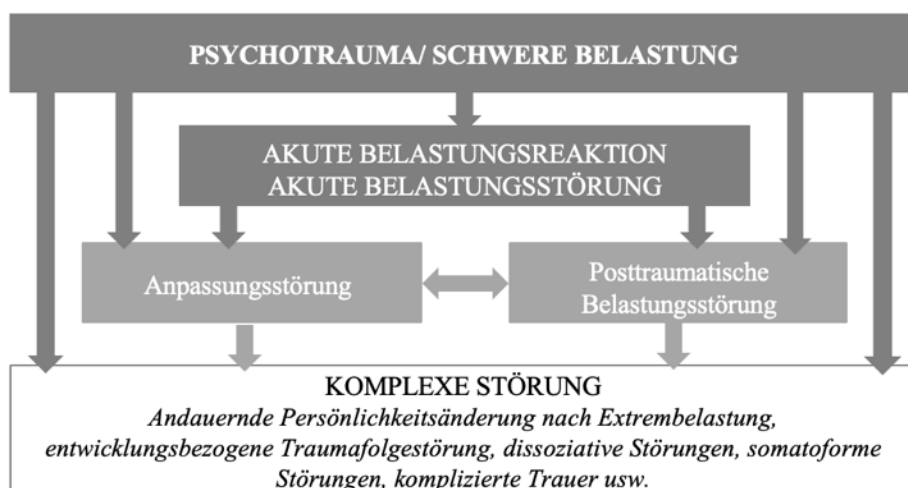 PSYCHOTRAUMA/ SCHWERE BELASTUNG
AKUTE BELASTUNGSREAKTION
AKUTE BELASTUNGSSTÖRUNG
Anpassungsstörung
Posttraumatische
Belastungsstörung
KOMPLEXE STÖRUNG
Andauernde Persönlichkeitsänderung nach Extrembelastung,
entwicklungsbezogene Traumafolgestörung, dissoziative Störungen, somatoforme
Störungen, komplizierte Trauer usw.